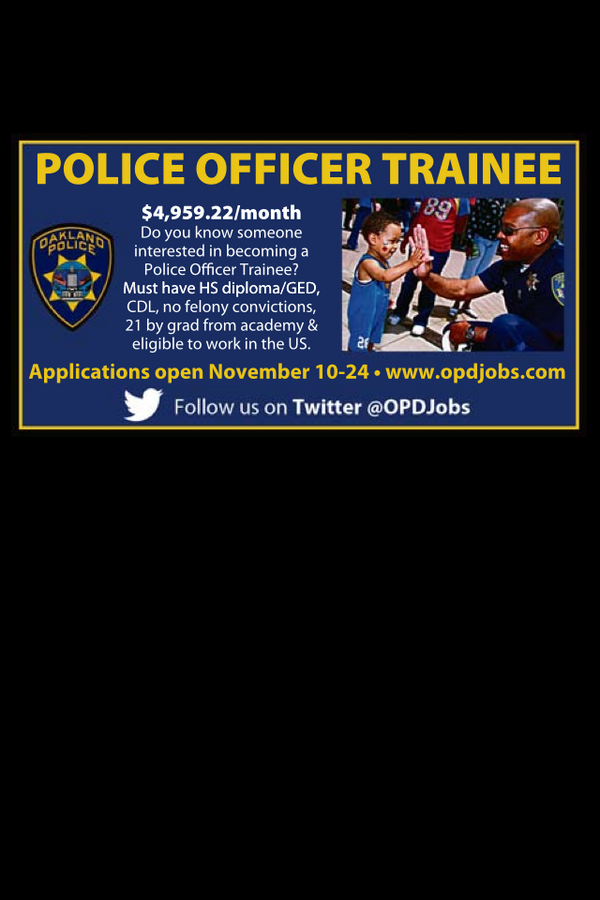 POLICE OFFICER TRAINEE
$4,959.22/month
Do you know someone
interested in becoming a
Police Officer Trainee?
Must have HS diploma/GED,
CDL, no felony convictions,
21 by grad from academy &
eligible to work in the US.
OAKLAND
POLICE
89
Applications open November 10-24 • www.opdjobs.com
Follow us on Twitter @OPDJobs